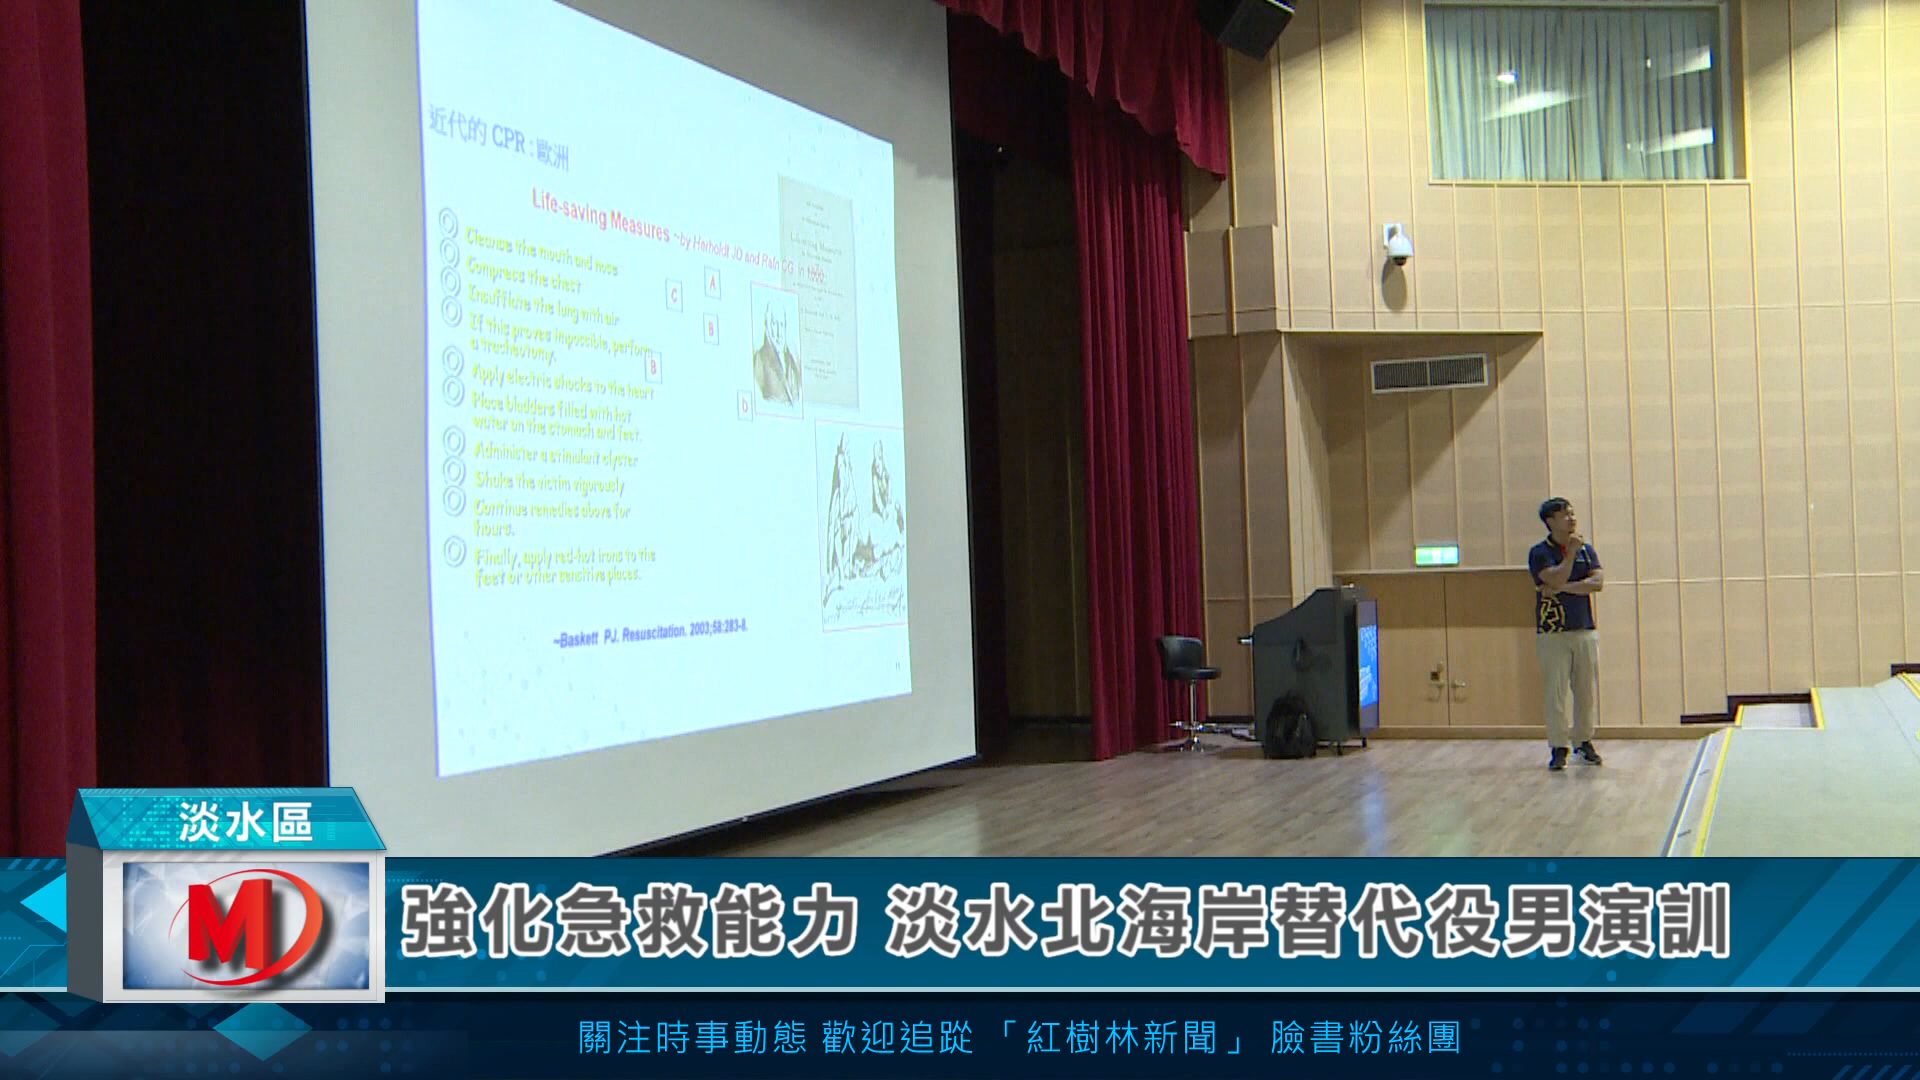 近代的 CPR : 歐洲
Life-saving Measures ~by Herholdt JD and Rafn CG in
Cleanse the mouth and nose
Compress the chest
Insufflate the lung with air
If this proves impossible, perform
a tracheotomy.
Apply electric shocks to the heart
Place bladders filled with hot
water on the stomach and feet.
Administer a stimulant clyster
Shake the victim vigorously
Continue remedies above for
hours.
Finally, apply red-hot irons to the
feet or other sensitive places.
A
C
B
B
D
~Baskett PJ. Resuscitation. 2003;58:283-8.
11
淡水區
M
強化急救能力 淡水北海岸替代役男演訓
關注時事動態 歡迎追蹤「紅樹林新聞」臉書粉絲團